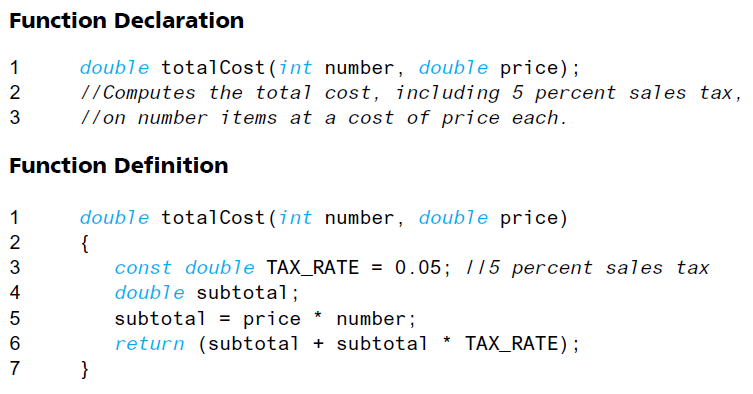 Function Declaration
1 double totalCost(int number, double price);
2 //Computes the total cost, including 5 percent sales tax,
3 //on number items at a cost of price each.
Function Definition
1 double totalCost(int number, double price)
2 {
3 const double TAX_RATE = 0.05; //5 percent sales tax
4 double subtotal;
5 subtotal = price * number;
6 return (subtotal + subtotal * TAX_RATE);
7 }